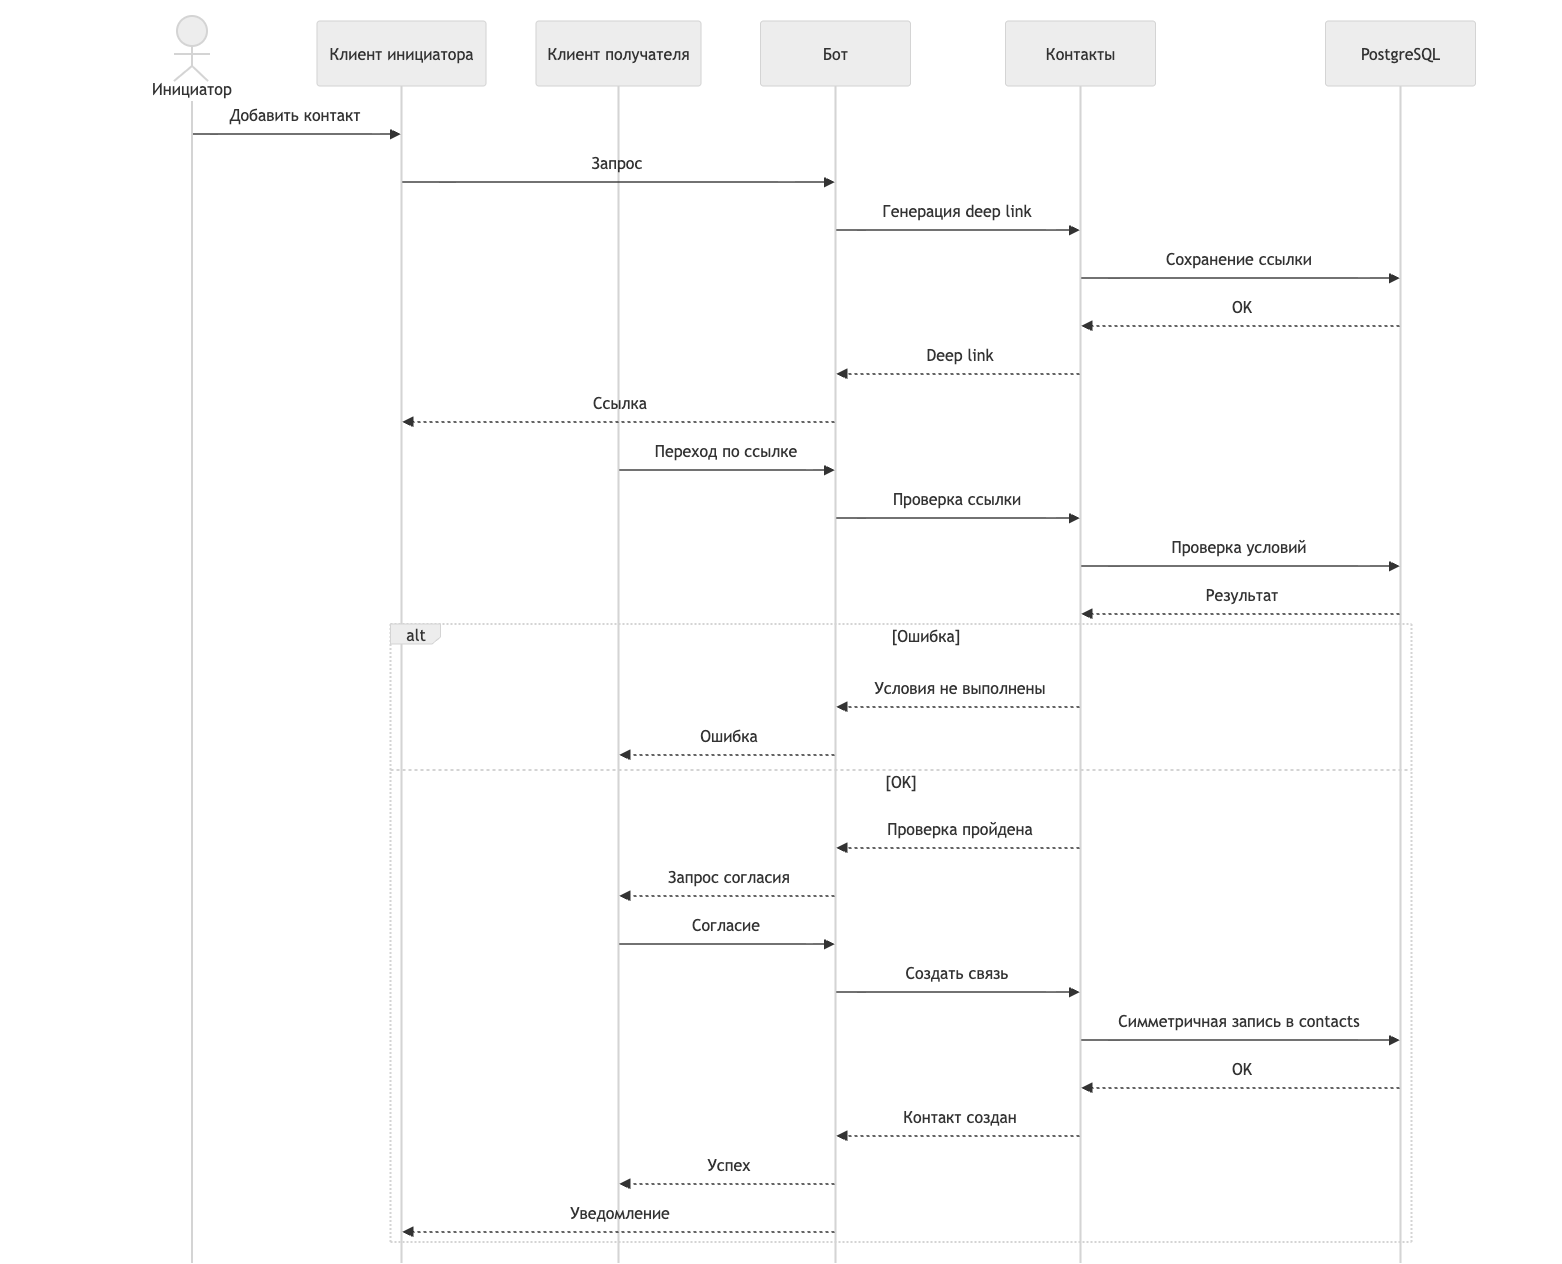 Инициатор
Клиент инициатора
Клиент получателя
Бот
Контакты
PostgreSQL
Добавить контакт
Запрос
Генерация deep link
Сохранение ссылки
OK
Deep link
Ссылка
Переход по ссылке
Проверка ссылки
Проверка условий
Результат
alt
[Ошибка]
Условия не выполнены
Ошибка
[OK]
Проверка пройдена
Запрос согласия
Согласие
Создать связь
Симметричная запись в contacts
OK
Контакт создан
Успех
Уведомление